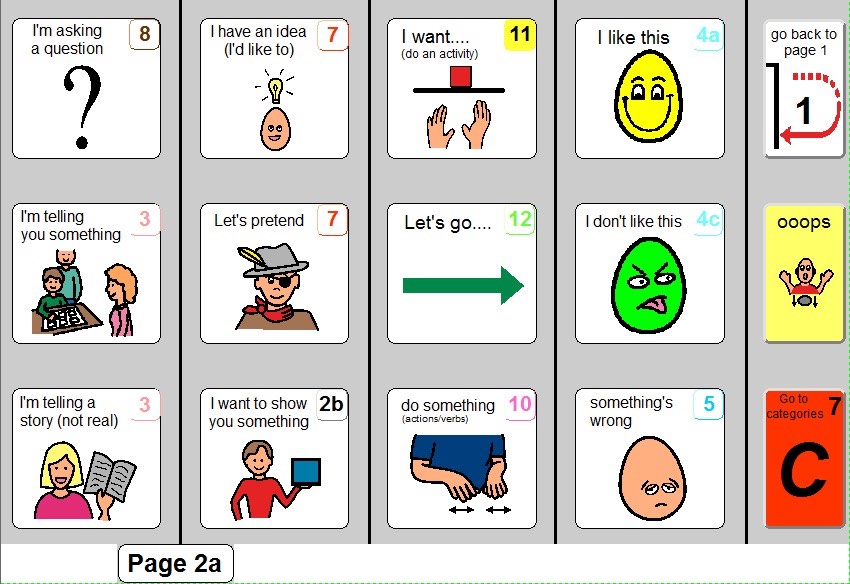 I'm asking
a question
8
I have an idea
(I'd like to)
7
I want....
(do an activity)
11
I like this
4a
go back to
page 1
1
I'm telling
you something
3
Let's pretend
7
Let's go....
12
I don't like this
4c
ooops
I'm telling a
story (not real)
3
I want to show
you something
2b
do something
(actions/verbs)
10
something's
wrong
5
Go to
categories
7
C
Page 2a